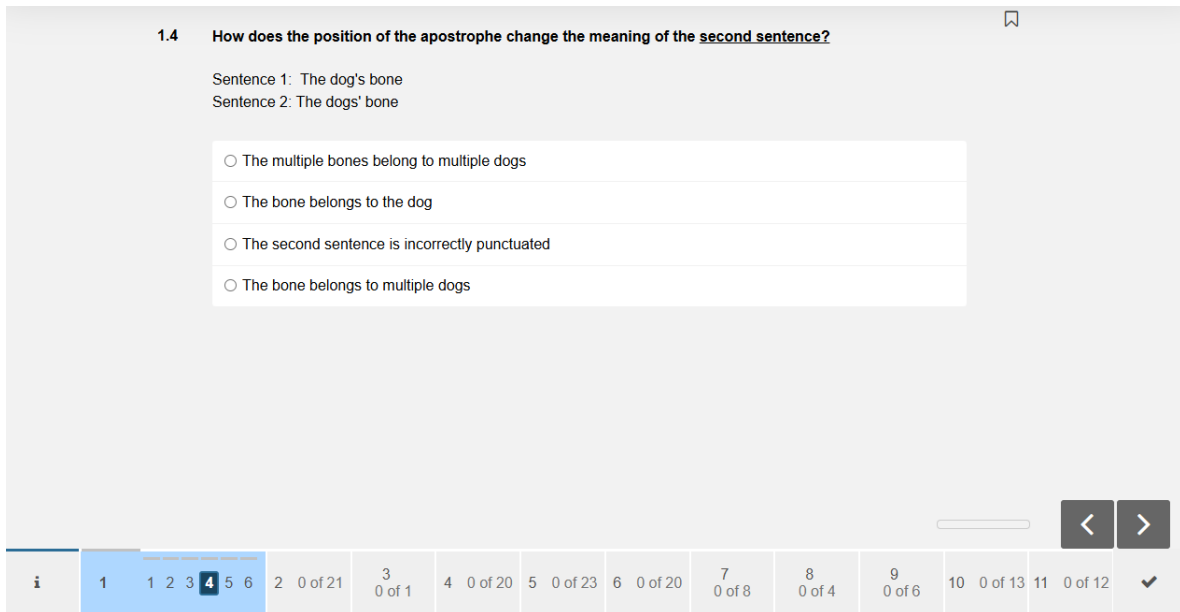 1.4 How does the position of the apostrophe change the meaning of the second sentence?
Sentence 1: The dog's bone
Sentence 2: The dogs' bone
The multiple bones belong to multiple dogs
The bone belongs to the dog
The second sentence is incorrectly punctuated
The bone belongs to multiple dogs
i 1 1 2 3 4 5 6 2 0 of 21 3 0 of 1 4 0 of 20 5 0 of 23 6 0 of 20 7 0 of 8 8 0 of 4 9 0 of 6 10 0 of 13 11 0 of 12